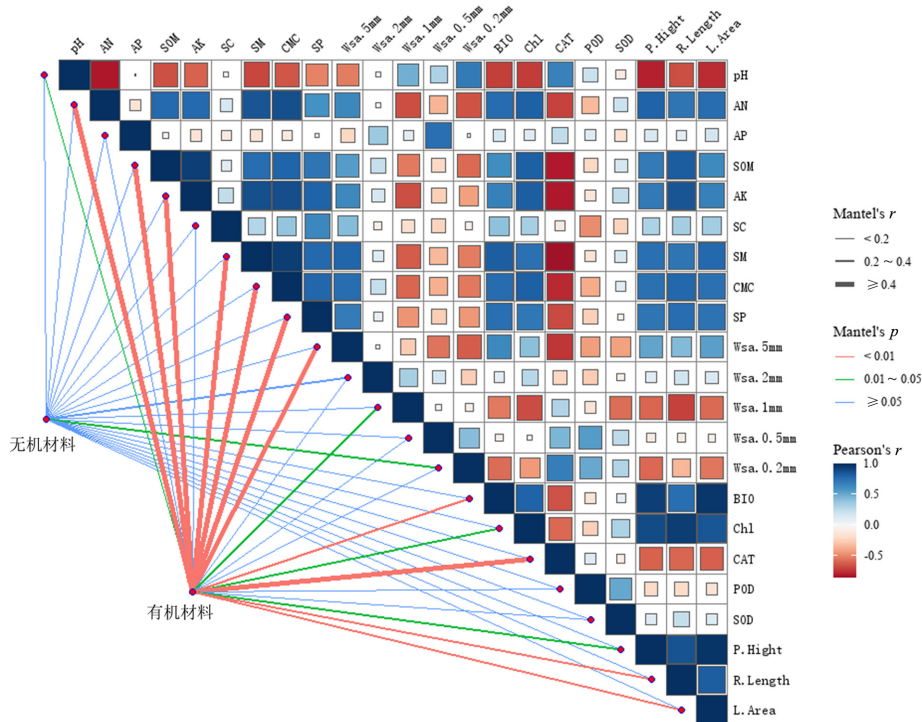 pH AN AP SOM AK SC SM CMC SP Wsa.5mm Wsa.2mm Wsa.1mm Wsa.0.5mm Wsa.0.2mm BIO Chl CAT POD SOD P.Hight R.Length L.Area
pH
AN
AP
SOM
AK
SC
SM
CMC
SP
Wsa.5mm
Wsa.2mm
Wsa.1mm
Wsa.0.5mm
Wsa.0.2mm
BIO
Chl
CAT
POD
SOD
P.Hight
R.Length
L.Area
无机材料
有机材料
Mantel's r
< 0.2
0.2 ~ 0.4
≥ 0.4
Mantel's p
< 0.01
0.01 ~ 0.05
≥ 0.05
Pearson's r
1.0
0.5
0.0
-0.5